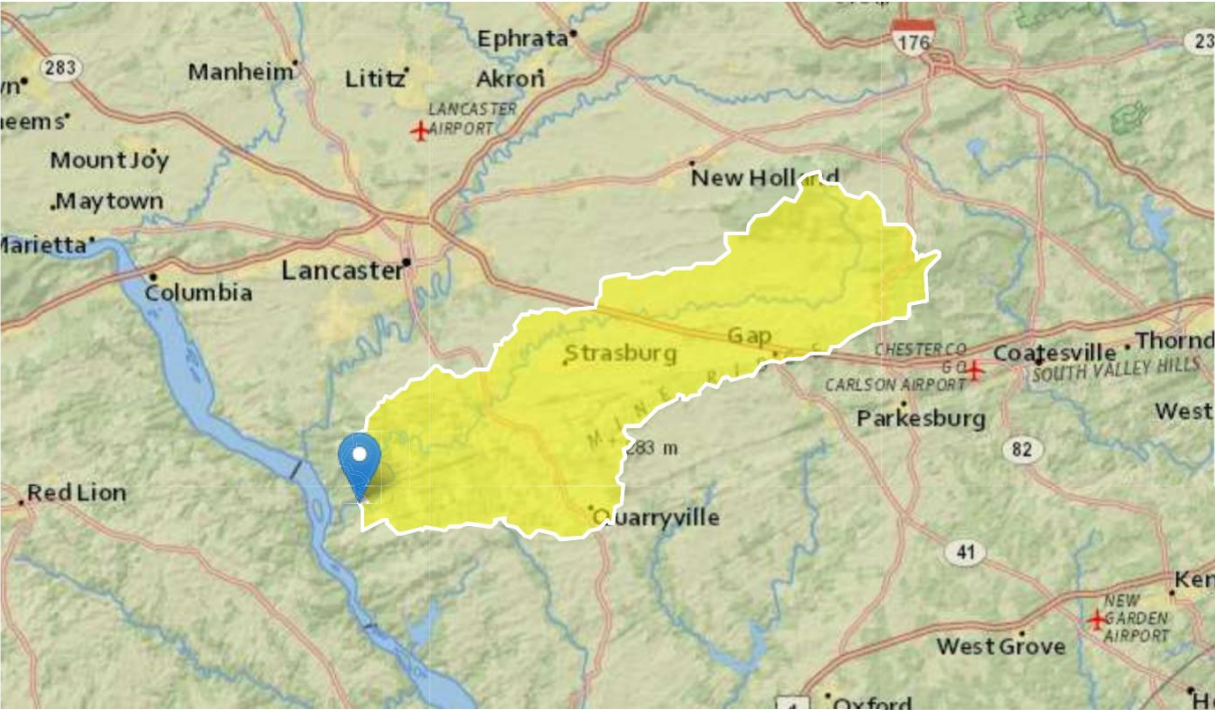 Ephrata
176
23
283
Manheim
Lititz
Akron
LANCASTER
AIRPORT
Mount Joy
New Holland
Maytown
Marietta
Lancaster
Columbia
Gap
Strasburg
CHESTER CO
G O
CARLSON AIRPORT
Coatesville
Thornd
SOUTH VALLEY HILLS
MINE RIDGE
Parkesburg
West
283 m
82
Red Lion
Quarryville
41
Ken
NEW
GARDEN
AIRPORT
West Grove
Oxford